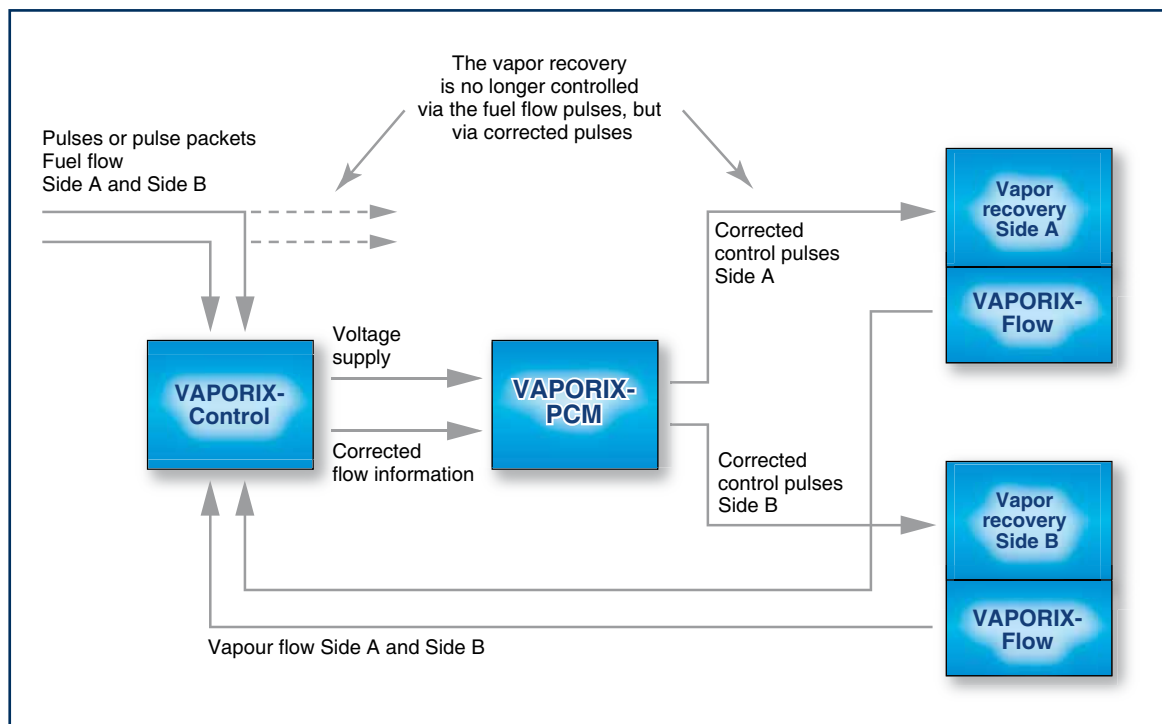 The vapor recovery
is no longer controlled
via the fuel flow pulses, but
via corrected pulses
Pulses or pulse packets
Fuel flow
Side A and Side B
Vapor
recovery
Side A
VAPORIX-
Flow
Corrected
control pulses
Side A
Voltage
supply
VAPORIX-
Control
VAPORIX-
PCM
Corrected
flow information
Corrected
control pulses
Side B
Vapor
recovery
Side B
VAPORIX-
Flow
Vapour flow Side A and Side B